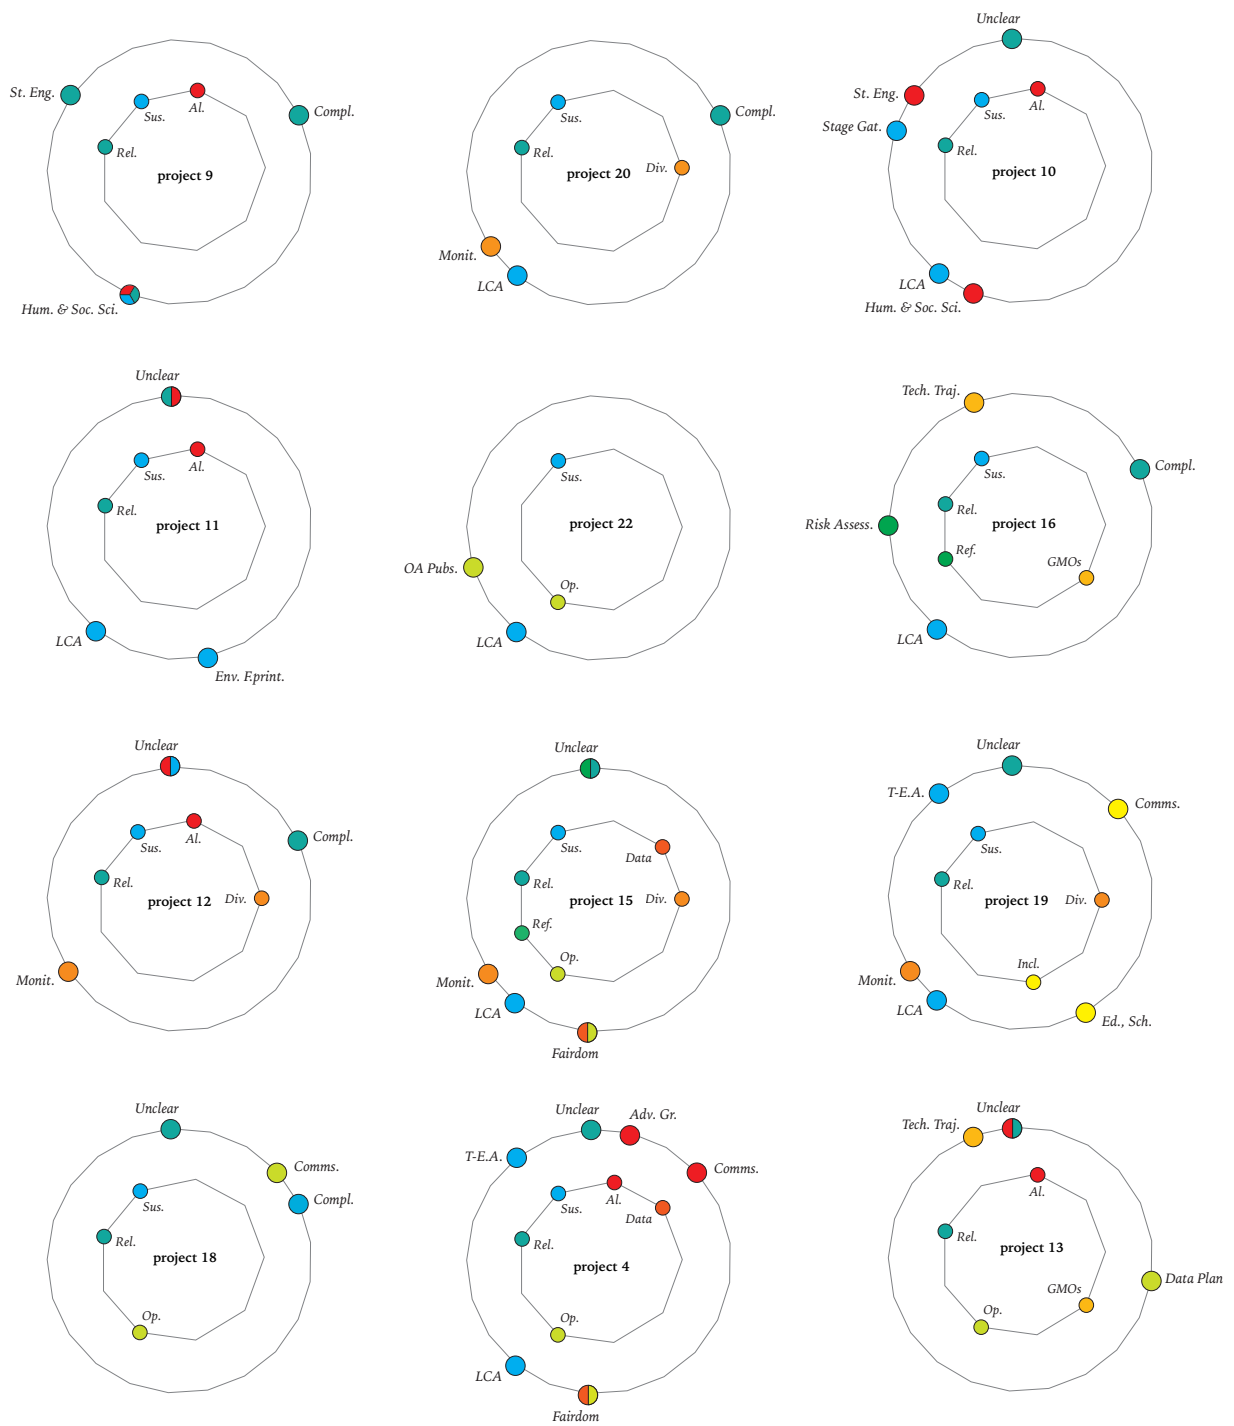 St. Eng.
Compl.
Al.
Sus.
Rel.
project 9
Hum. & Soc. Sci.
Compl.
Sus.
Rel.
Div.
project 20
Monit.
LCA
Unclear
St. Eng.
Al.
Sus.
Stage Gat.
Rel.
project 10
LCA
Hum. & Soc. Sci.
Unclear
Al.
Sus.
Rel.
project 11
LCA
Env. F.print.
Sus.
project 22
OA Pubs.
Op.
LCA
Tech. Traj.
Compl.
Sus.
Rel.
Risk Assess.
project 16
Ref.
GMOs
LCA
Unclear
Compl.
Al.
Sus.
Rel.
Div.
project 12
Monit.
Unclear
Sus.
Data
Rel.
Div.
project 15
Ref.
Op.
Monit.
LCA
Fairdom
Unclear
T-E.A.
Comms.
Sus.
Rel.
Div.
project 19
Incl.
Monit.
LCA
Ed., Sch.
Unclear
Comms.
Compl.
Sus.
Rel.
project 18
Op.
Unclear
Adv. Gr.
T-E.A.
Comms.
Al.
Sus.
Data
Rel.
project 4
Op.
LCA
Fairdom
Unclear
Tech. Traj.
Al.
Rel.
project 13
Data Plan
GMOs
Op.